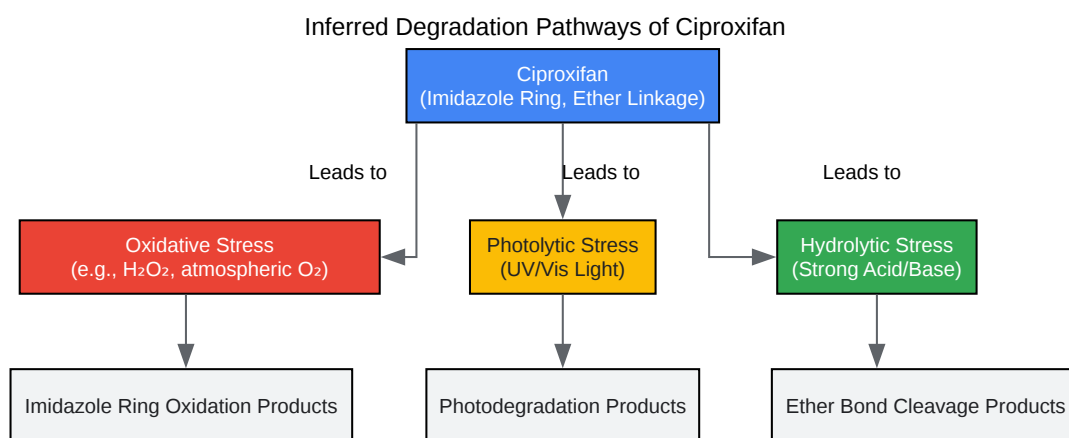 Inferred Degradation Pathways of Ciproxifan
Ciproxifan
(Imidazole Ring, Ether Linkage)
Leads to
Leads to
Leads to
Oxidative Stress
(e.g., H₂O₂, atmospheric O₂)
Photolytic Stress
(UV/Vis Light)
Hydrolytic Stress
(Strong Acid/Base)
Imidazole Ring Oxidation Products
Photodegradation Products
Ether Bond Cleavage Products